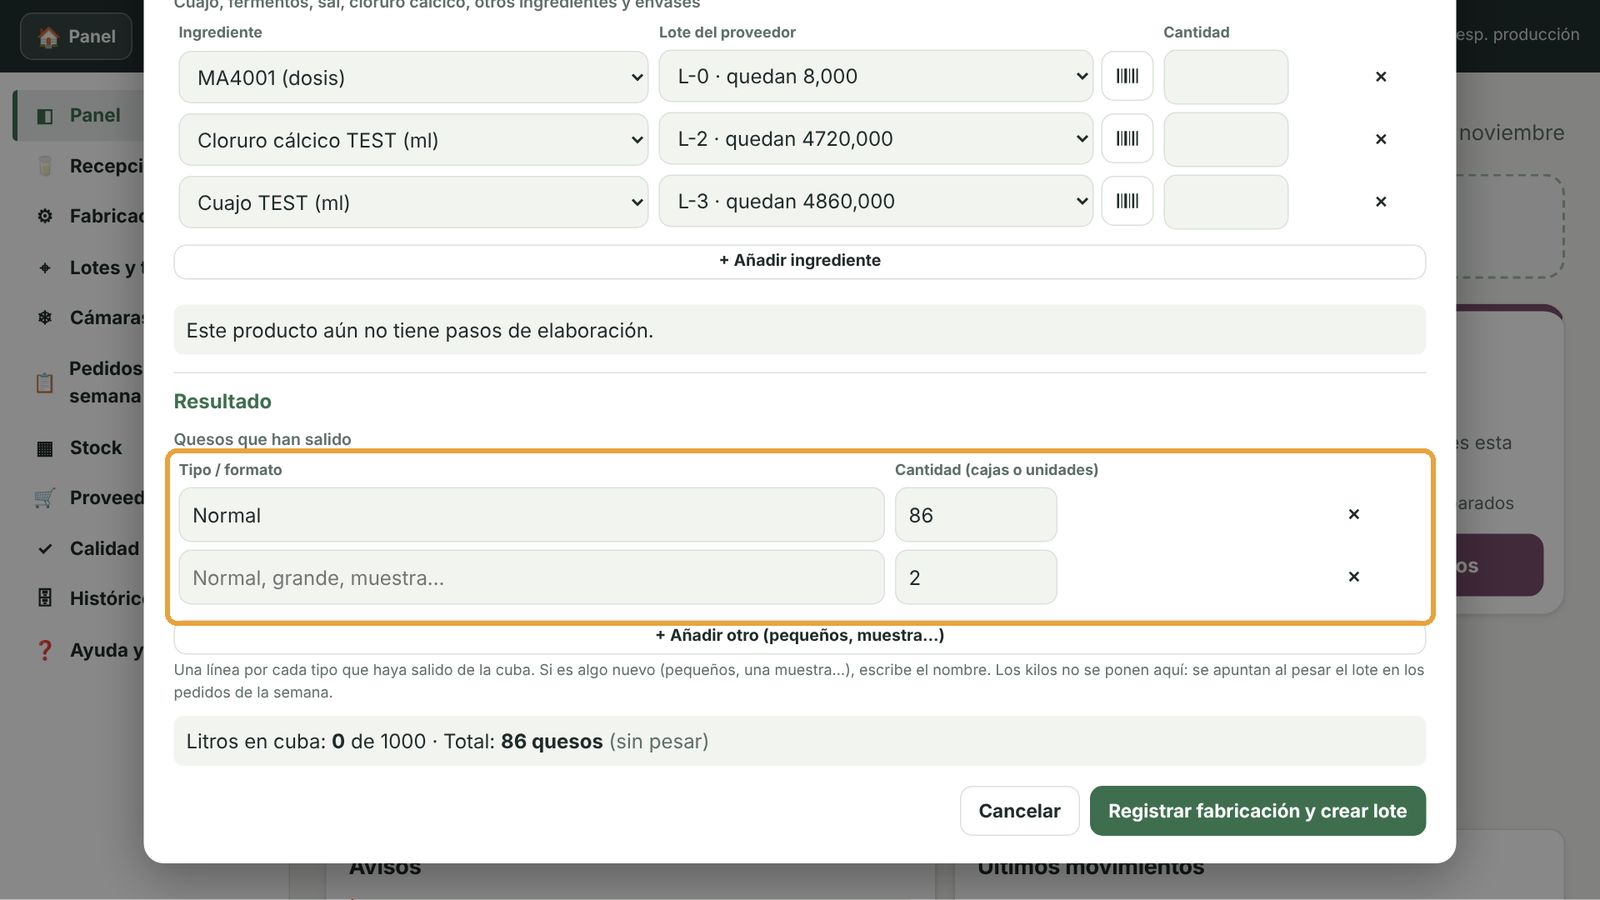 Cuajo, fermentos, sal, cloruro cálcico, otros ingredientes y envases
Panel
esp. producción
Ingrediente
Lote del proveedor
Cantidad
MA4001 (dosis)
L-0 · quedan 8,000
×
Panel
noviembre
Cloruro cálcico TEST (ml)
L-2 · quedan 4720,000
×
Recepci
Cuajo TEST (ml)
L-3 · quedan 4860,000
×
Fabricac
+ Añadir ingrediente
Lotes y t
Cámaras
Este producto aún no tiene pasos de elaboración.
Pedidos
semana
Resultado
Quesos que han salido
Stock
es esta
Tipo / formato
Cantidad (cajas o unidades)
Proveed
arados
Normal
86
×
Calidad
os
Normal, grande, muestra...
2
×
Histórico
+ Añadir otro (pequeños, muestra...)
Ayuda y
Una línea por cada tipo que haya salido de la cuba. Si es algo nuevo (pequeños, una muestra...), escribe el nombre. Los kilos no se ponen aquí: se apuntan al pesar el lote en los
pedidos de la semana.
Litros en cuba: 0 de 1000 · Total: 86 quesos (sin pesar)
Cancelar
Registrar fabricación y crear lote
Avisos
Últimos movimientos